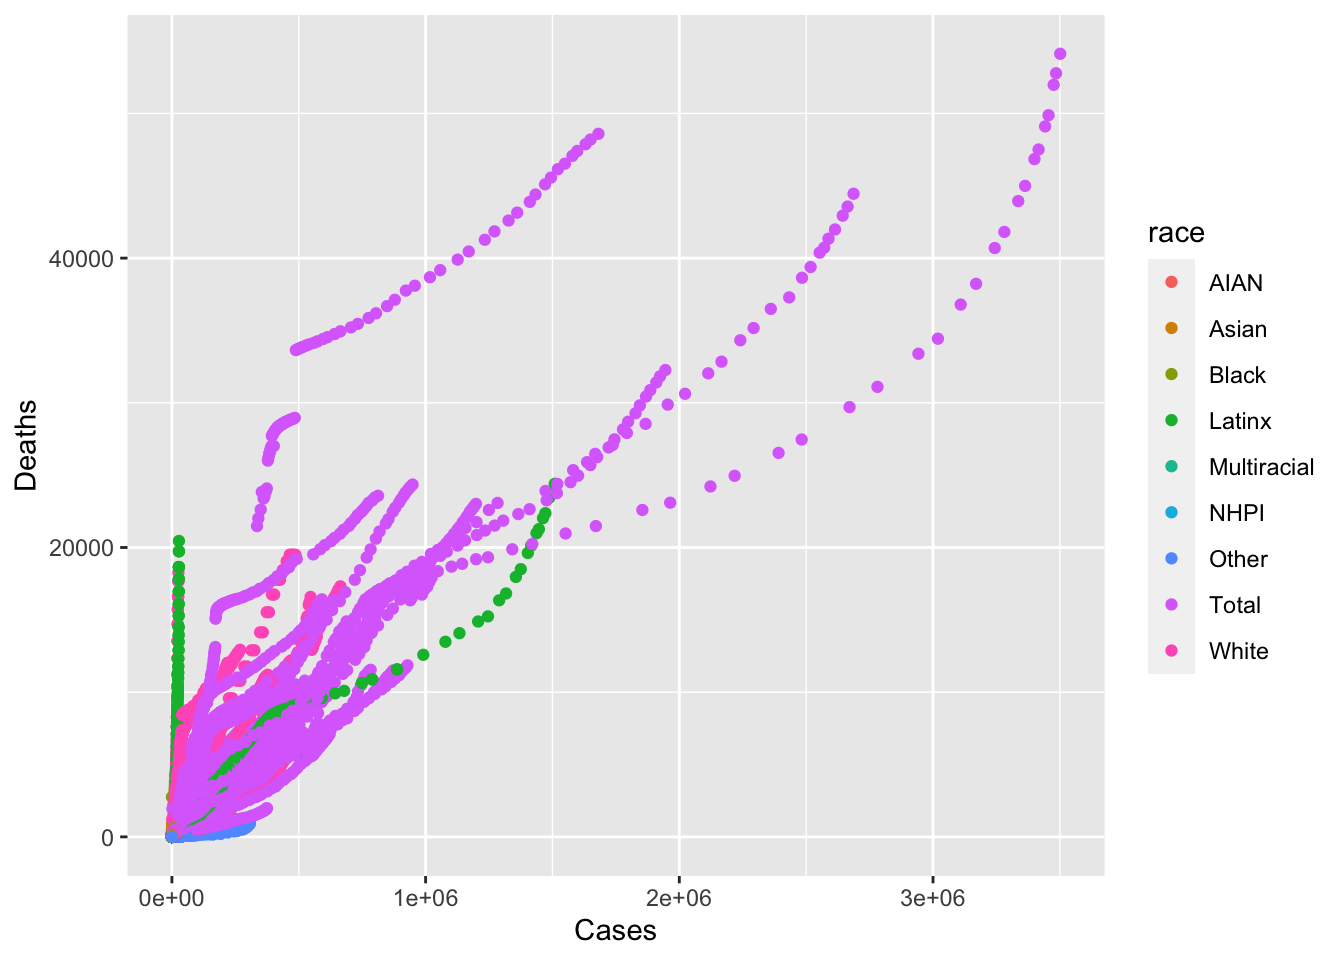 40000
20000
0
Deaths
0e+00
1e+06
2e+06
3e+06
Cases
race
AIAN
Asian
Black
Latinx
Multiracial
NHPI
Other
Total
White